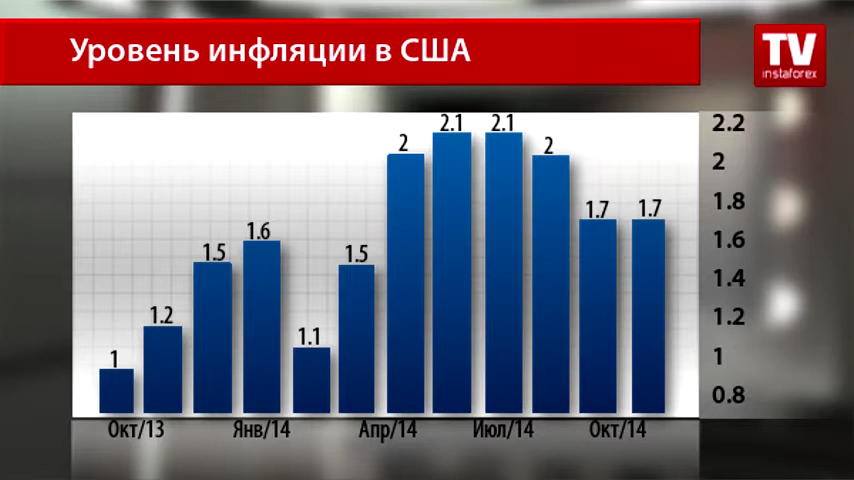 Уровень инфляции в США
TV
instaforex
1
1.2
1.5
1.6
1.1
1.5
2
2.1
2.1
2
1.7
1.7
2.2
2
1.8
1.6
1.4
1.2
1
0.8
Окт/13
Янв/14
Апр/14
Июл/14
Окт/14